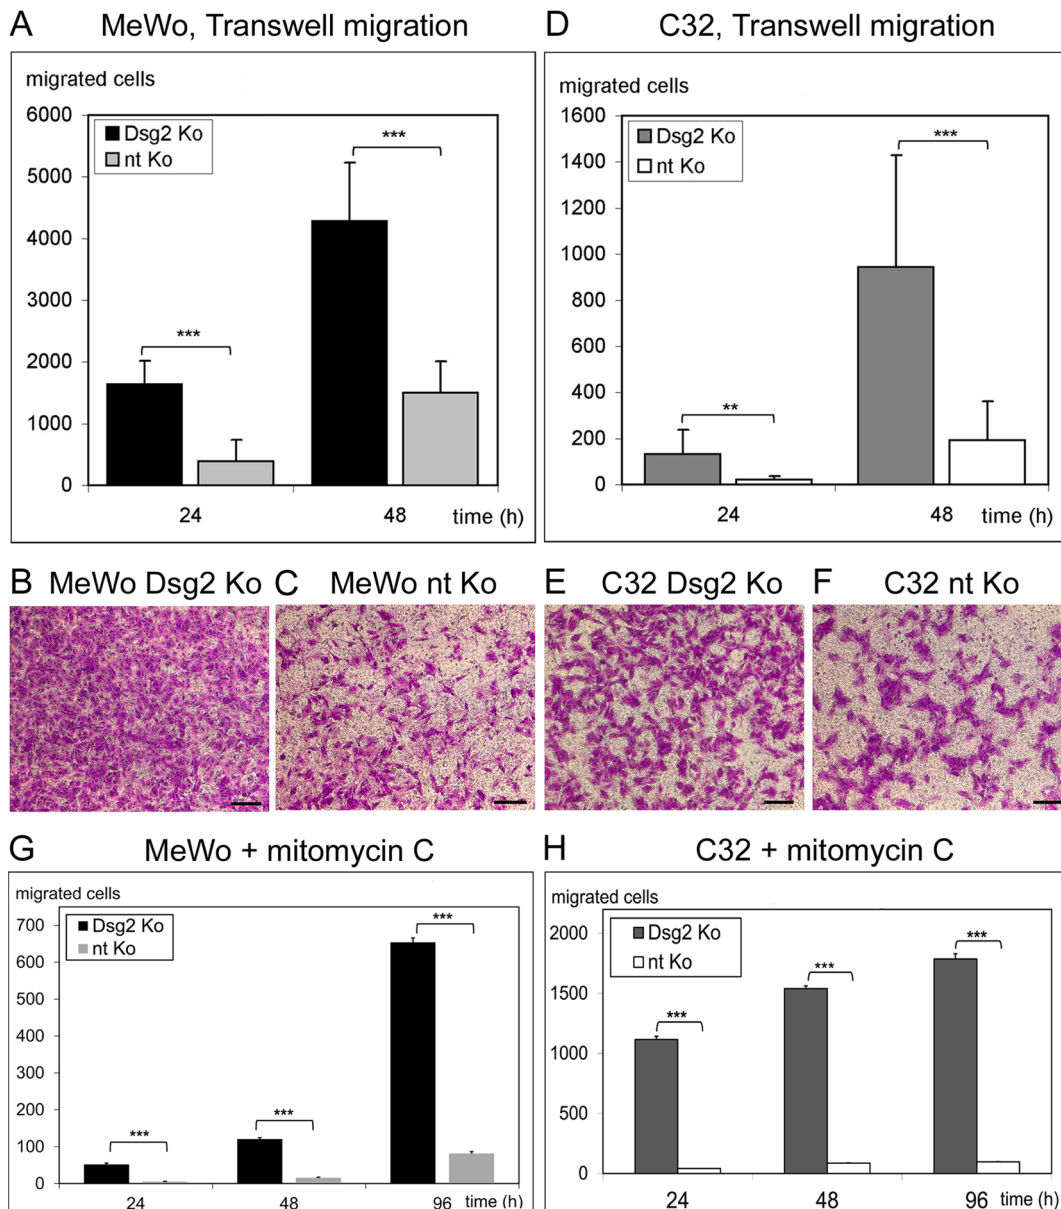 A MeWo, Transwell migration
migrated cells
6000
5000
4000
3000
2000
1000
0
Dsg2 Ko
nt Ko
***
***
24 48 time (h)
D C32, Transwell migration
migrated cells
1600
1400
1200
1000
800
600
400
200
0
Dsg2 Ko
nt Ko
**
***
24 48 time (h)
B MeWo Dsg2 Ko
C MeWo nt Ko
E C32 Dsg2 Ko
F C32 nt Ko
G MeWo + mitomycin C
migrated cells
700
600
500
400
300
200
100
0
Dsg2 Ko
nt Ko
***
***
***
24 48 96 time (h)
H C32 + mitomycin C
migrated cells
2000
1500
1000
500
0
Dsg2 Ko
nt Ko
***
***
***
24 48 96 time (h)